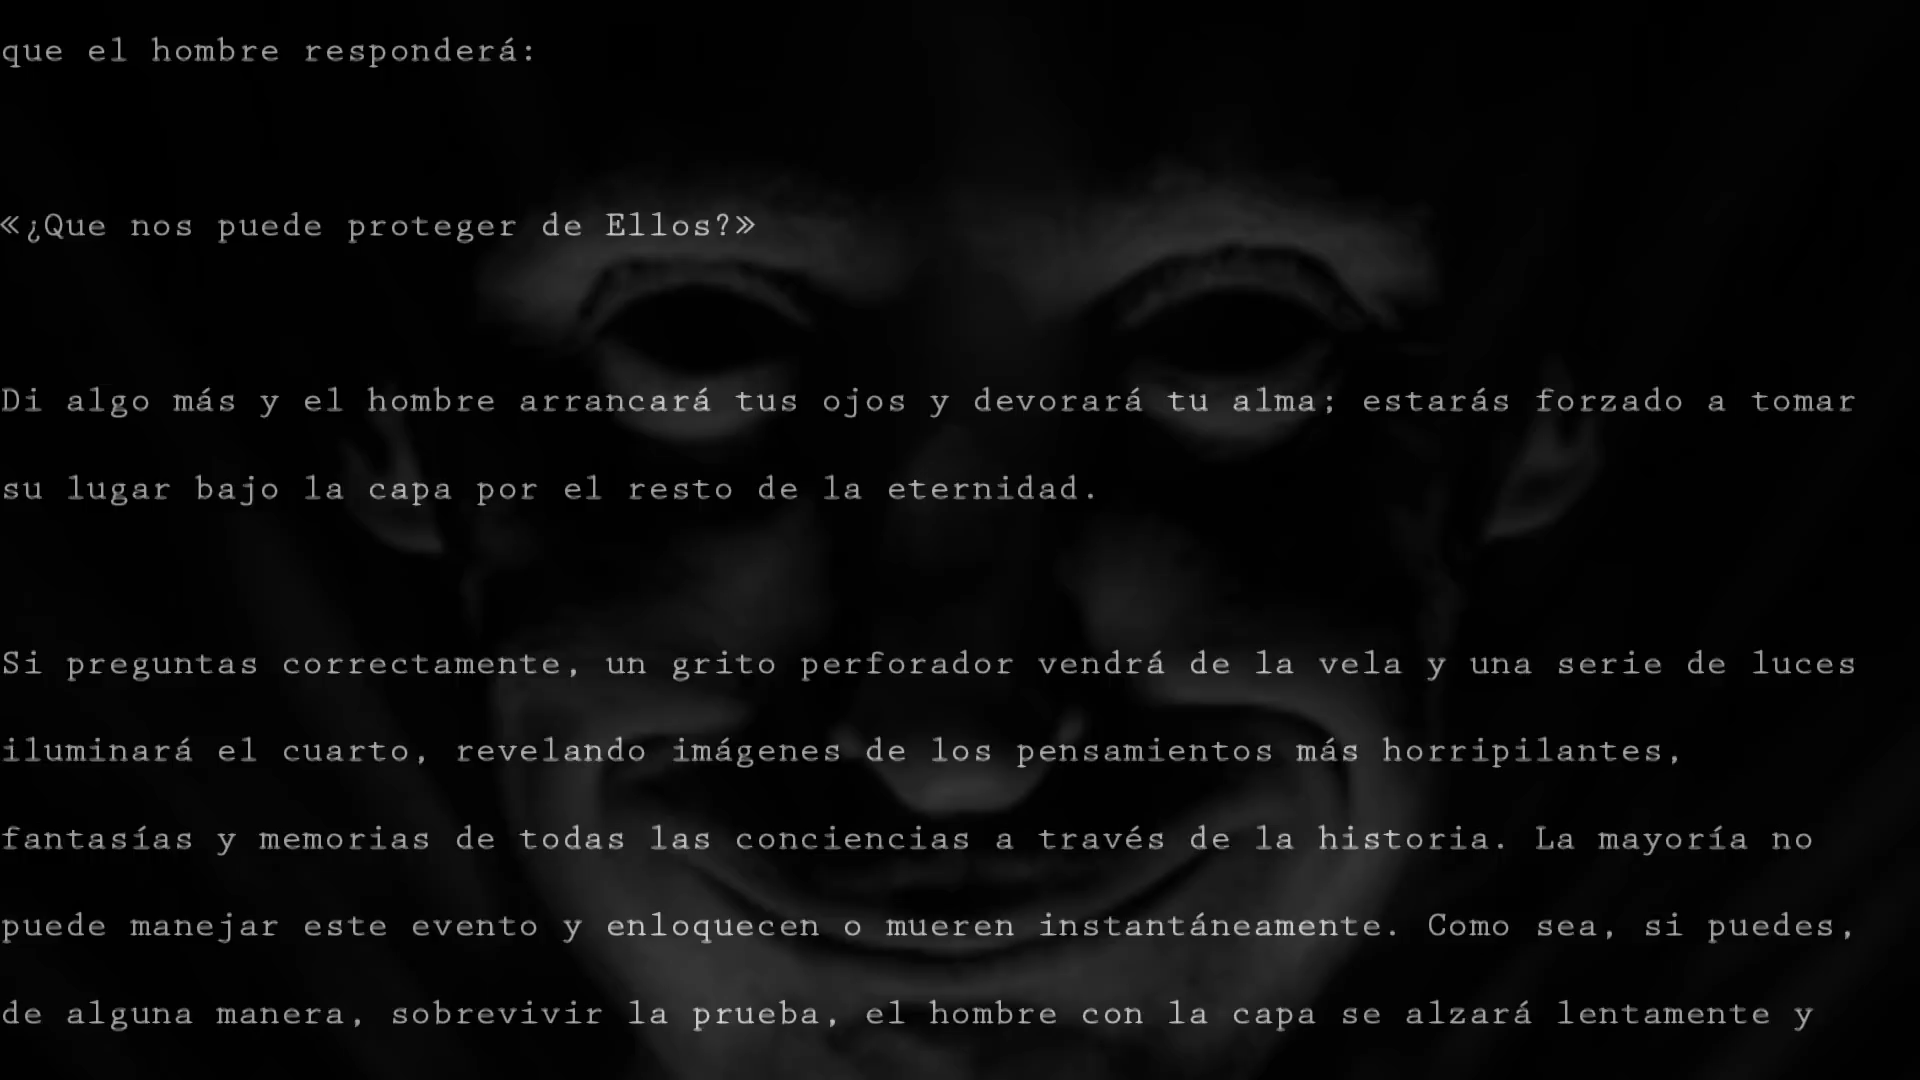 que el hombre responderá:
«¿Que nos puede proteger de Ellos?»
Di algo más y el hombre arrancará tus ojos y devorará tu alma; estarás forzado a tomar
su lugar bajo la capa por el resto de la eternidad.
Si preguntas correctamente, un grito perforador vendrá de la vela y una serie de luces
iluminará el cuarto, revelando imágenes de los pensamientos más horripilantes,
fantasías y memorias de todas las conciencias a través de la historia. La mayoría no
puede manejar este evento y enloquecen o mueren instantáneamente. Como sea, si puedes,
de alguna manera, sobrevivir la prueba, el hombre con la capa se alzará lentamente y